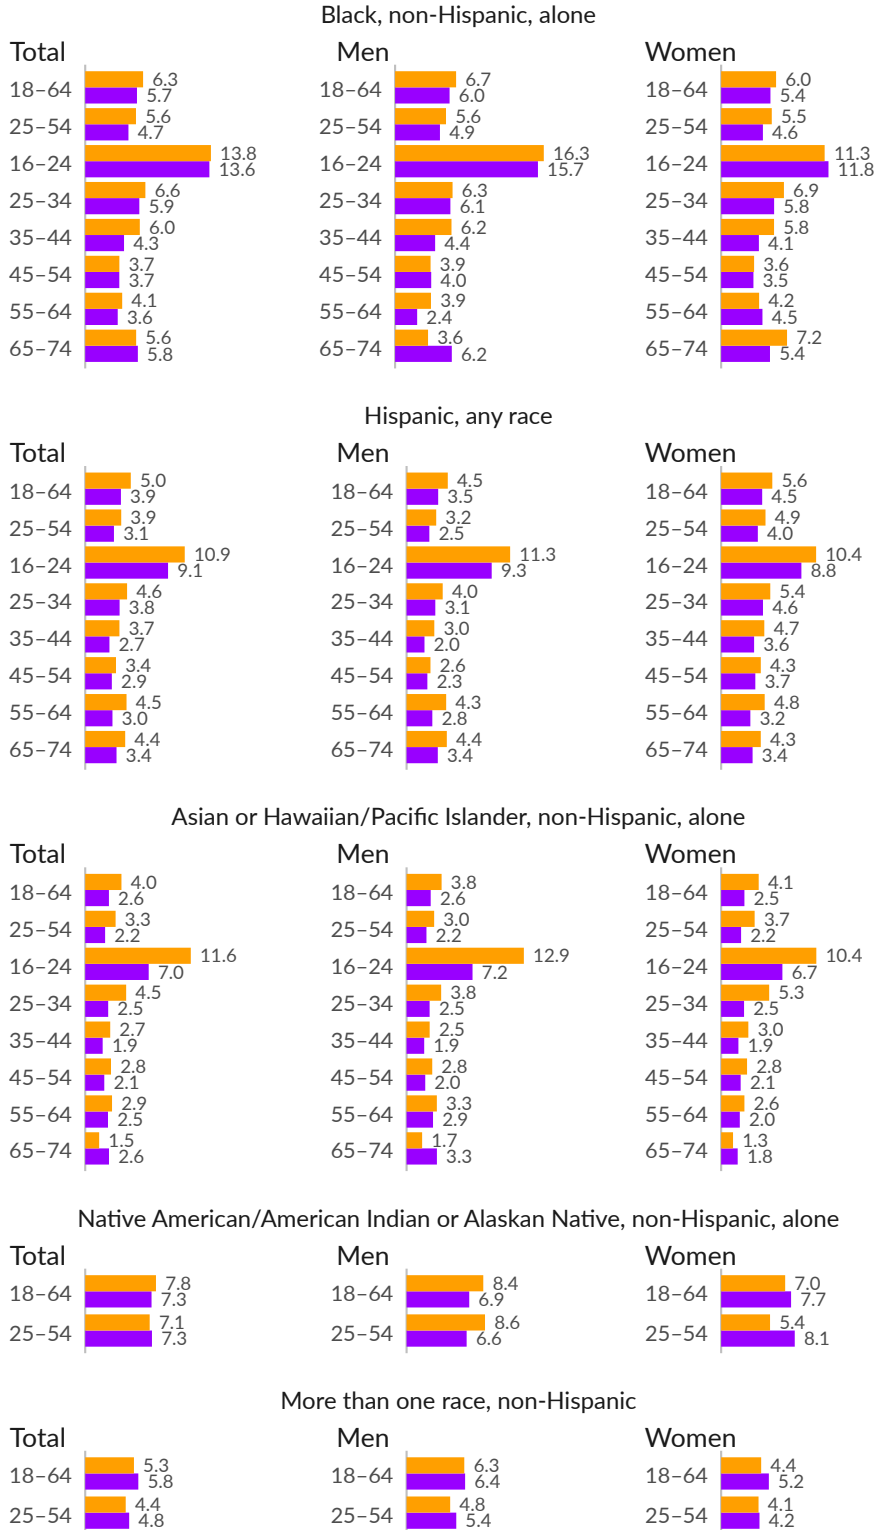 Black, non-Hispanic, alone
Total Men Women
18–64 6.3 5.7 18–64 6.7 6.0 18–64 6.0 5.4
25–54 5.6 4.7 25–54 5.6 4.9 25–54 5.5 4.6
16–24 13.8 13.6 16–24 16.3 15.7 16–24 11.3 11.8
25–34 6.6 5.9 25–34 6.3 6.1 25–34 6.9 5.8
35–44 6.0 4.3 35–44 6.2 4.4 35–44 5.8 4.1
45–54 3.7 3.7 45–54 3.9 4.0 45–54 3.6 3.5
55–64 4.1 3.6 55–64 3.9 2.4 55–64 4.2 4.5
65–74 5.6 5.8 65–74 3.6 6.2 65–74 7.2 5.4
Hispanic, any race
Total Men Women
18–64 5.0 3.9 18–64 4.5 3.5 18–64 5.6 4.5
25–54 3.9 3.1 25–54 3.2 2.5 25–54 4.9 4.0
16–24 10.9 9.1 16–24 11.3 9.3 16–24 10.4 8.8
25–34 4.6 3.8 25–34 4.0 3.1 25–34 5.4 4.6
35–44 3.7 2.7 35–44 3.0 2.0 35–44 4.7 3.6
45–54 3.4 2.9 45–54 2.6 2.3 45–54 4.3 3.7
55–64 4.5 3.0 55–64 4.3 2.8 55–64 4.8 3.2
65–74 4.4 3.4 65–74 4.4 3.4 65–74 4.3 3.4
Asian or Hawaiian/Pacific Islander, non-Hispanic, alone
Total Men Women
18–64 4.0 2.6 18–64 3.8 2.6 18–64 4.1 2.5
25–54 3.3 2.2 25–54 3.0 2.2 25–54 3.7 2.2
16–24 11.6 7.0 16–24 12.9 7.2 16–24 10.4 6.7
25–34 4.5 2.5 25–34 3.8 2.5 25–34 5.3 2.5
35–44 2.7 1.9 35–44 2.5 1.9 35–44 3.0 1.9
45–54 2.8 2.1 45–54 2.8 2.0 45–54 2.8 2.1
55–64 2.9 2.5 55–64 3.3 2.9 55–64 2.6 2.0
65–74 1.5 2.6 65–74 1.7 3.3 65–74 1.3 1.8
Native American/American Indian or Alaskan Native, non-Hispanic, alone
Total Men Women
18–64 7.8 7.3 18–64 8.4 6.9 18–64 7.0 7.7
25–54 7.1 7.3 25–54 8.6 6.6 25–54 5.4 8.1
More than one race, non-Hispanic
Total Men Women
18–64 5.3 5.8 18–64 6.3 6.4 18–64 4.4 5.2
25–54 4.4 4.8 25–54 4.8 5.4 25–54 4.1 4.2